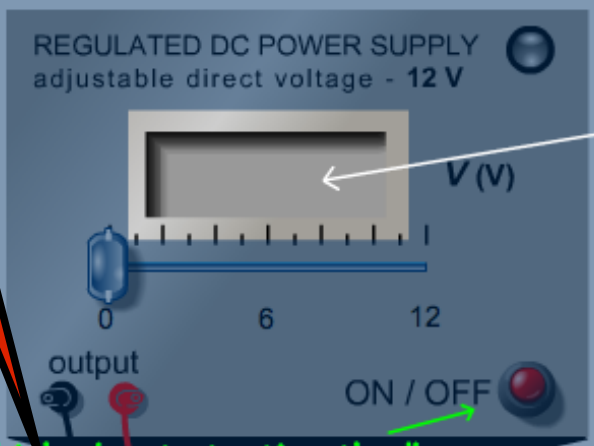 REGULATED DC POWER SUPPLY
adjustable direct voltage - 12 V
V (V)
0 6 12
output
ON / OFF